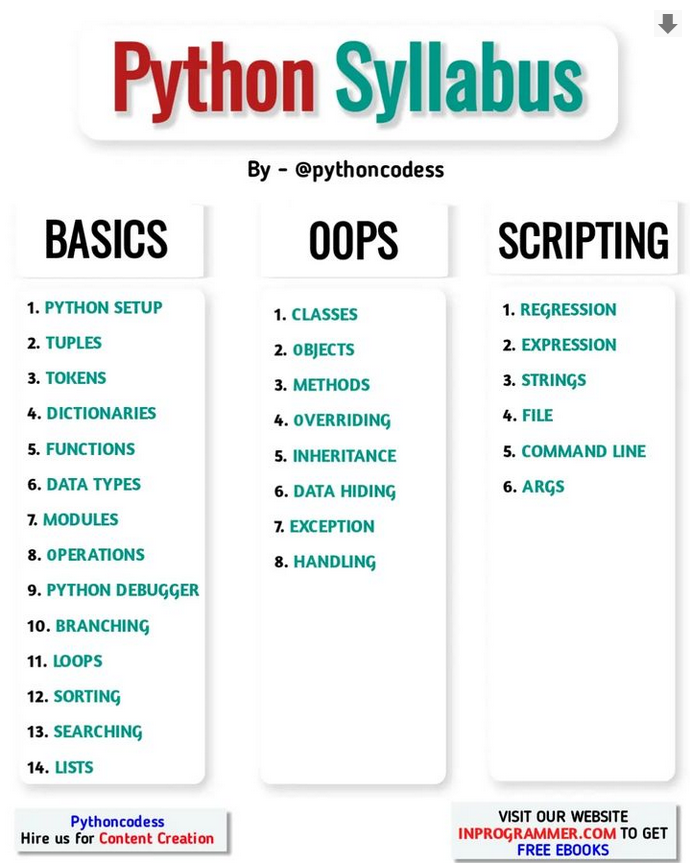 Python Syllabus
By - @pythoncodess
BASICS
1. PYTHON SETUP
2. TUPLES
3. TOKENS
4. DICTIONARIES
5. FUNCTIONS
6. DATA TYPES
7. MODULES
8. OPERATIONS
9. PYTHON DEBUGGER
10. BRANCHING
11. LOOPS
12. SORTING
13. SEARCHING
14. LISTS
OOPS
1. CLASSES
2. OBJECTS
3. METHODS
4. OVERRIDING
5. INHERITANCE
6. DATA HIDING
7. EXCEPTION
8. HANDLING
SCRIPTING
1. REGRESSION
2. EXPRESSION
3. STRINGS
4. FILE
5. COMMAND LINE
6. ARGS
Pythoncodess
Hire us for Content Creation
VISIT OUR WEBSITE
INPROGRAMMER.COM TO GET
FREE EBOOKS